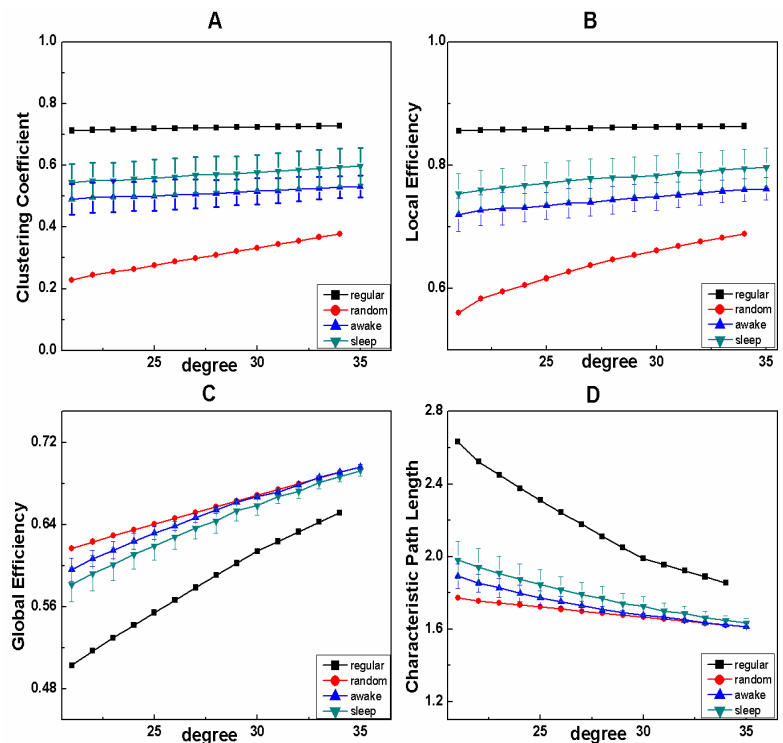 A
Clustering Coefficient
1.0
0.8
0.6
0.4
0.2
0.0
25
30
35
degree
regular
random
awake
sleep
B
Local Efficiency
1.0
0.8
0.6
25
30
35
degree
regular
random
awake
sleep
C
Global Efficiency
0.72
0.64
0.56
0.48
25
30
35
degree
regular
random
awake
sleep
D
Characteristic Path Length
2.8
2.4
2.0
1.6
1.2
25
30
35
degree
regular
random
awake
sleep